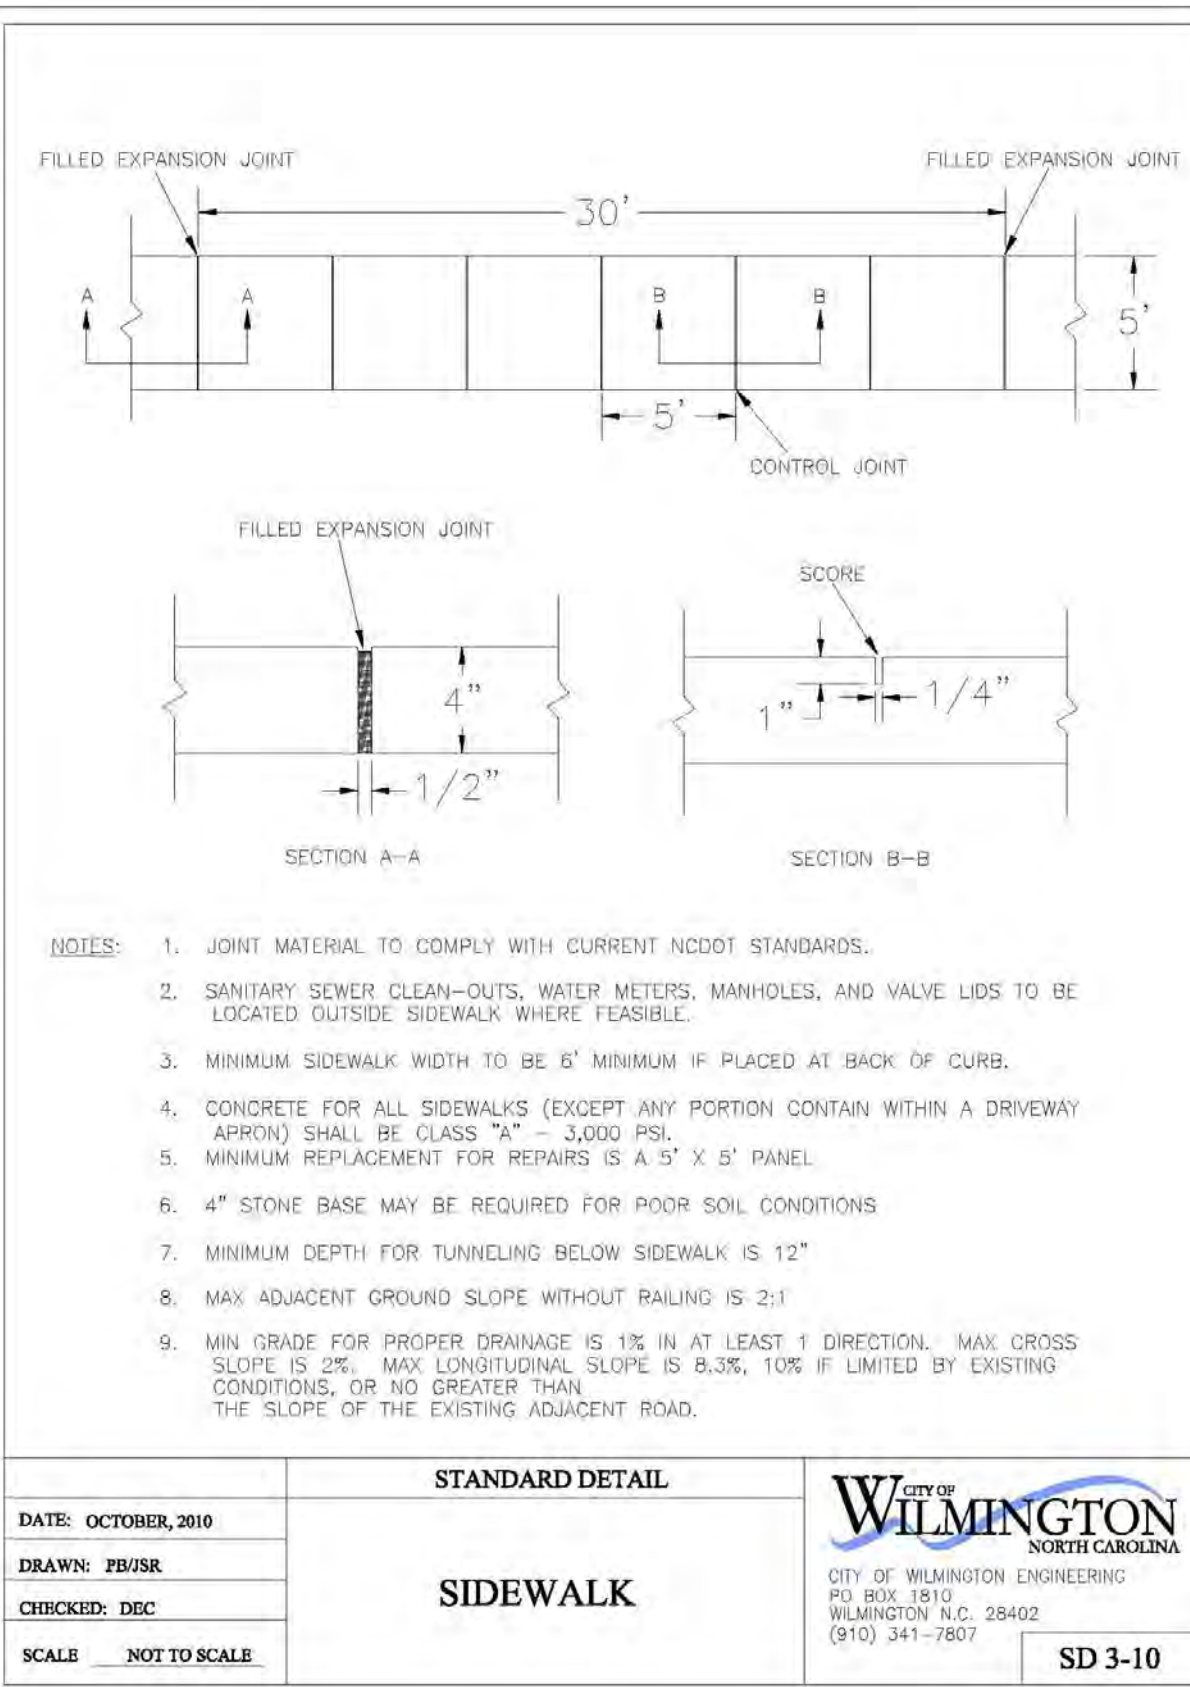 FILLED EXPANSION JOINT
FILLED EXPANSION JOINT
30'
A
A
B
B
5'
5'
CONTROL JOINT
FILLED EXPANSION JOINT
SCORE
4"
1/2"
1"
1/4"
SECTION A-A
SECTION B-B
NOTES: 1. JOINT MATERIAL TO COMPLY WITH CURRENT NCDOT STANDARDS.
2. SANITARY SEWER CLEAN-OUTS, WATER METERS, MANHOLES, AND VALVE LIDS TO BE
LOCATED OUTSIDE SIDEWALK WHERE FEASIBLE.
3. MINIMUM SIDEWALK WIDTH TO BE 6' MINIMUM IF PLACED AT BACK OF CURB.
4. CONCRETE FOR ALL SIDEWALKS (EXCEPT ANY PORTION CONTAIN WITHIN A DRIVEWAY
APRON) SHALL BE CLASS "A" - 3,000 PSI.
5. MINIMUM REPLACEMENT FOR REPAIRS IS A 5' X 5' PANEL
6. 4" STONE BASE MAY BE REQUIRED FOR POOR SOIL CONDITIONS
7. MINIMUM DEPTH FOR TUNNELING BELOW SIDEWALK IS 12"
8. MAX ADJACENT GROUND SLOPE WITHOUT RAILING IS 2:1
9. MIN GRADE FOR PROPER DRAINAGE IS 1% IN AT LEAST 1 DIRECTION. MAX CROSS
SLOPE IS 2%. MAX LONGITUDINAL SLOPE IS 8.3%, 10% IF LIMITED BY EXISTING
CONDITIONS, OR NO GREATER THAN
THE SLOPE OF THE EXISTING ADJACENT ROAD.
DATE: OCTOBER, 2010
DRAWN: PB/JSR
CHECKED: DEC
SCALE NOT TO SCALE
STANDARD DETAIL
SIDEWALK
CITY OF
WILMINGTON
NORTH CAROLINA
CITY OF WILMINGTON ENGINEERING
PO BOX 1810
WILMINGTON N.C. 28402
(910) 341-7807
SD 3-10